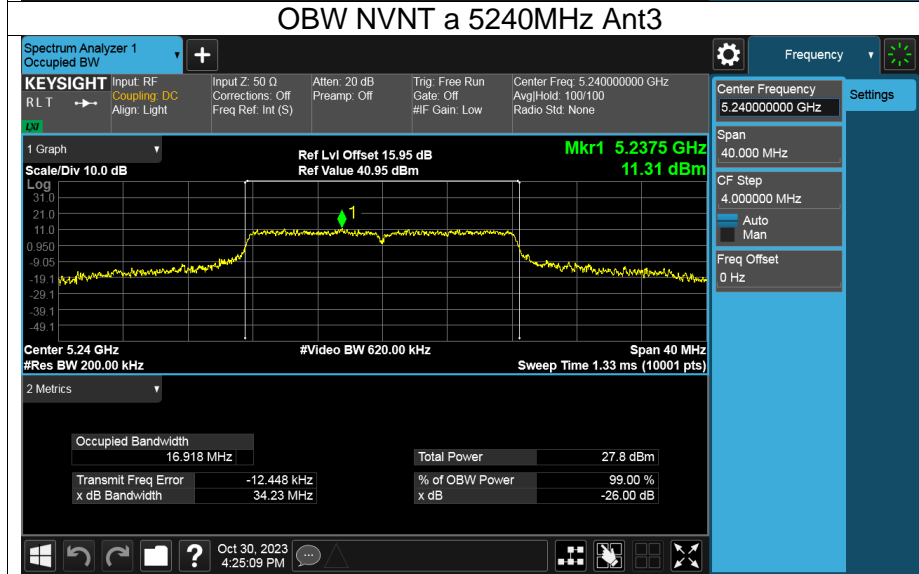 OBW NVNT a 5240MHz Ant3
Spectrum Analyzer 1
Occupied BW
+
Frequency
KEYSIGHT
RLT
LXI
Input: RF
Coupling: DC
Align: Light
Input Z: 50 Ω
Corrections: Off
Freq Ref: Int (S)
Atten: 20 dB
Preamp: Off
Trig: Free Run
Gate: Off
#IF Gain: Low
Center Freq: 5.240000000 GHz
Avg|Hold: 100/100
Radio Std: None
Center Frequency
5.240000000 GHz
Settings
Span
40.000 MHz
CF Step
4.000000 MHz
Auto
Man
Freq Offset
0 Hz
1 Graph
Scale/Div 10.0 dB
Ref Lvl Offset 15.95 dB
Ref Value 40.95 dBm
Mkr1 5.2375 GHz
11.31 dBm
Log
31.0
21.0
11.0
0.950
-9.05
-19.1
-29.1
-39.1
-49.1
1
Center 5.24 GHz
#Res BW 200.00 kHz
#Video BW 620.00 kHz
Span 40 MHz
Sweep Time 1.33 ms (10001 pts)
2 Metrics
Occupied Bandwidth
16.918 MHz
Total Power 27.8 dBm
Transmit Freq Error -12.448 kHz
% of OBW Power 99.00 %
x dB Bandwidth 34.23 MHz
x dB -26.00 dB
?
Oct 30, 2023
4:25:09 PM